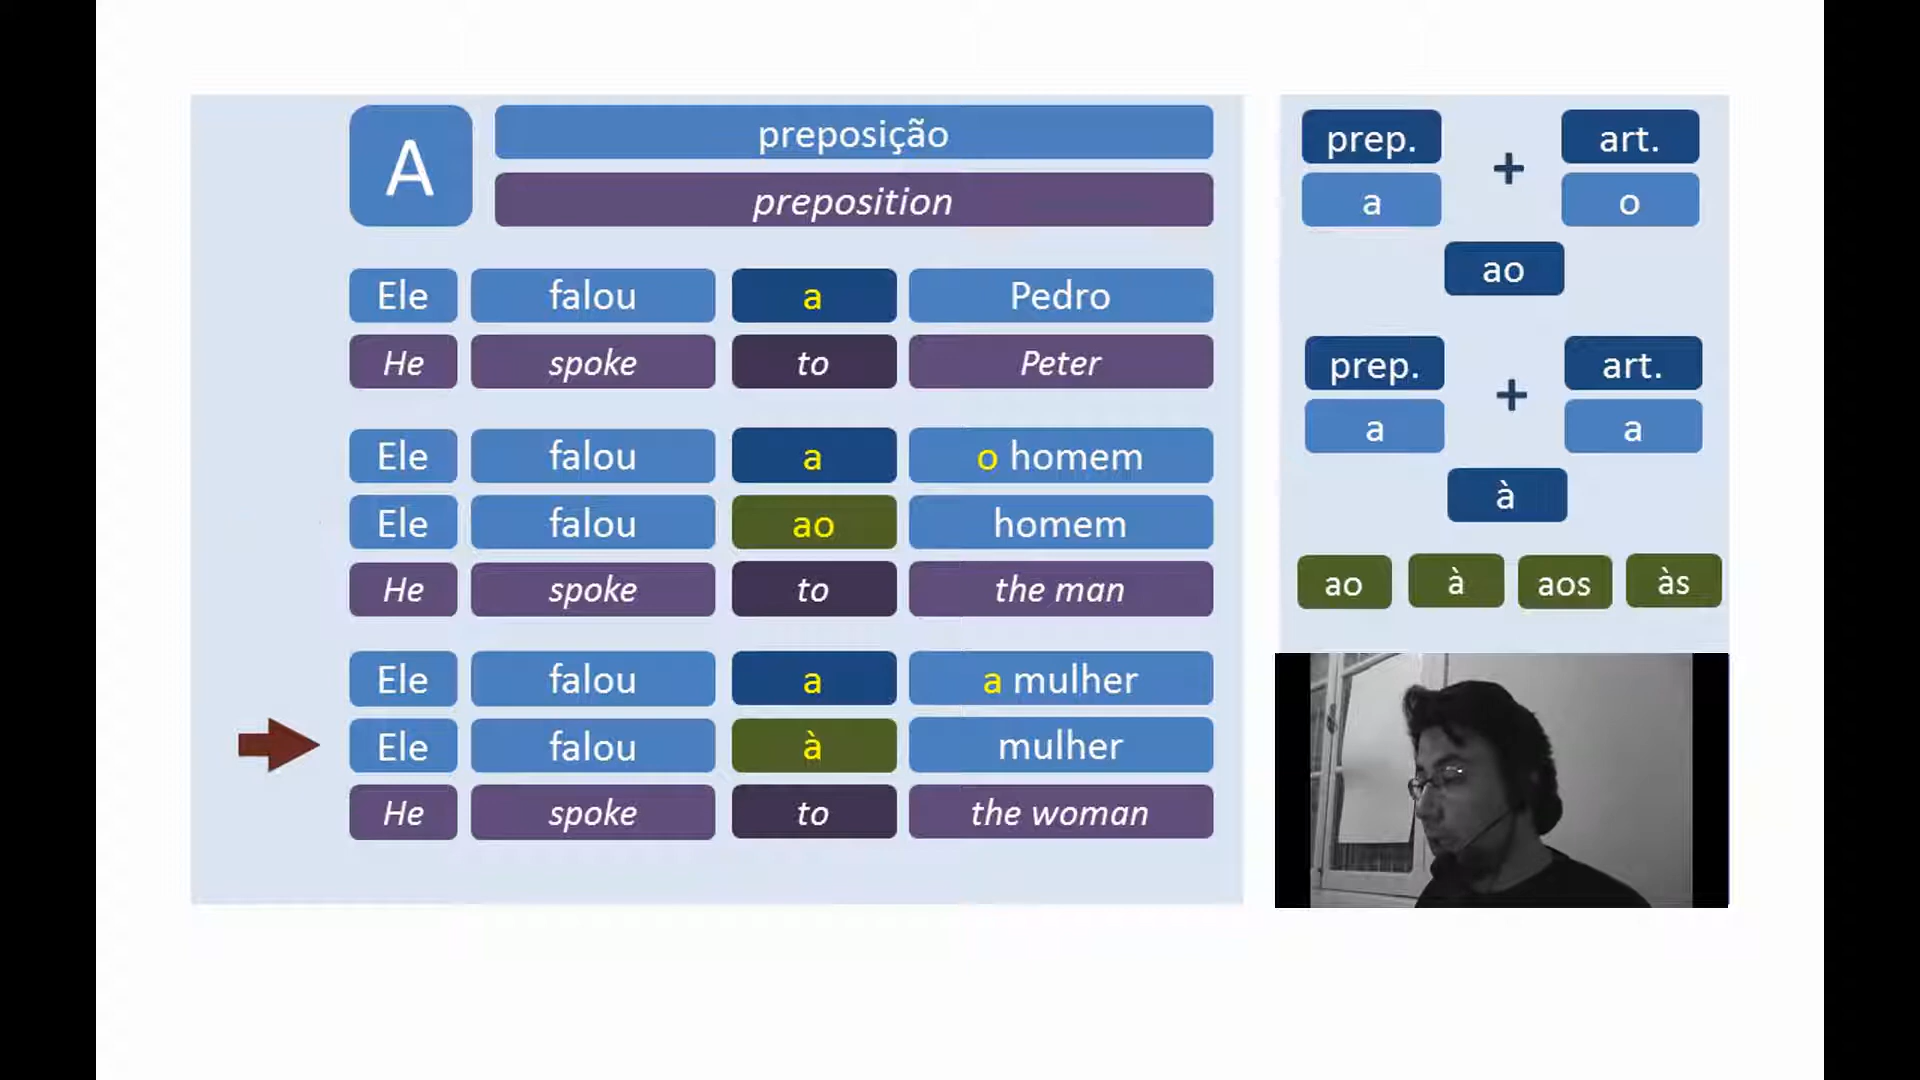 A
preposição
preposition
Ele falou a Pedro
He spoke to Peter
Ele falou a o homem
Ele falou ao homem
He spoke to the man
Ele falou a a mulher
Ele falou à mulher
He spoke to the woman
prep. + art.
a o
ao
prep. + art.
a a
à
ao à aos às